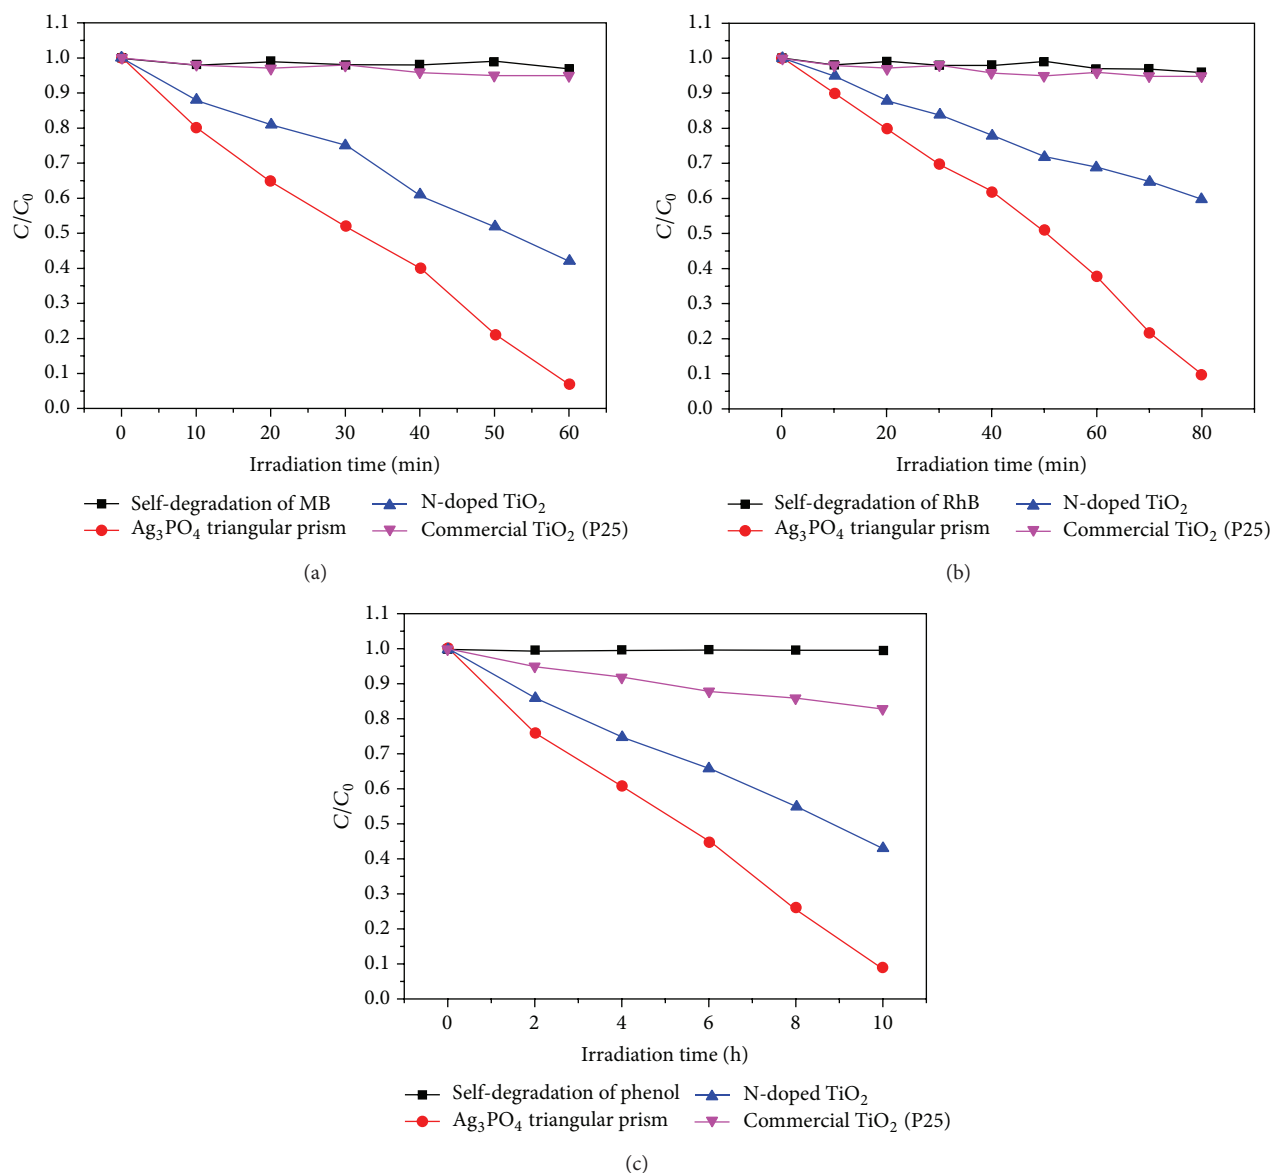 1.1
1.0
0.9
0.8
0.7
0.6
0.5
0.4
0.3
0.2
0.1
0.0
C/C₀
0 10 20 30 40 50 60
Irradiation time (min)
Self-degradation of MB
Ag₃PO₄ triangular prism
N-doped TiO₂
Commercial TiO₂ (P25)
(a)
1.1
1.0
0.9
0.8
0.7
0.6
0.5
0.4
0.3
0.2
0.1
0.0
C/C₀
0 20 40 60 80
Irradiation time (min)
Self-degradation of RhB
Ag₃PO₄ triangular prism
N-doped TiO₂
Commercial TiO₂ (P25)
(b)
1.1
1.0
0.9
0.8
0.7
0.6
0.5
0.4
0.3
0.2
0.1
0.0
C/C₀
0 2 4 6 8 10
Irradiation time (h)
Self-degradation of phenol
Ag₃PO₄ triangular prism
N-doped TiO₂
Commercial TiO₂ (P25)
(c)